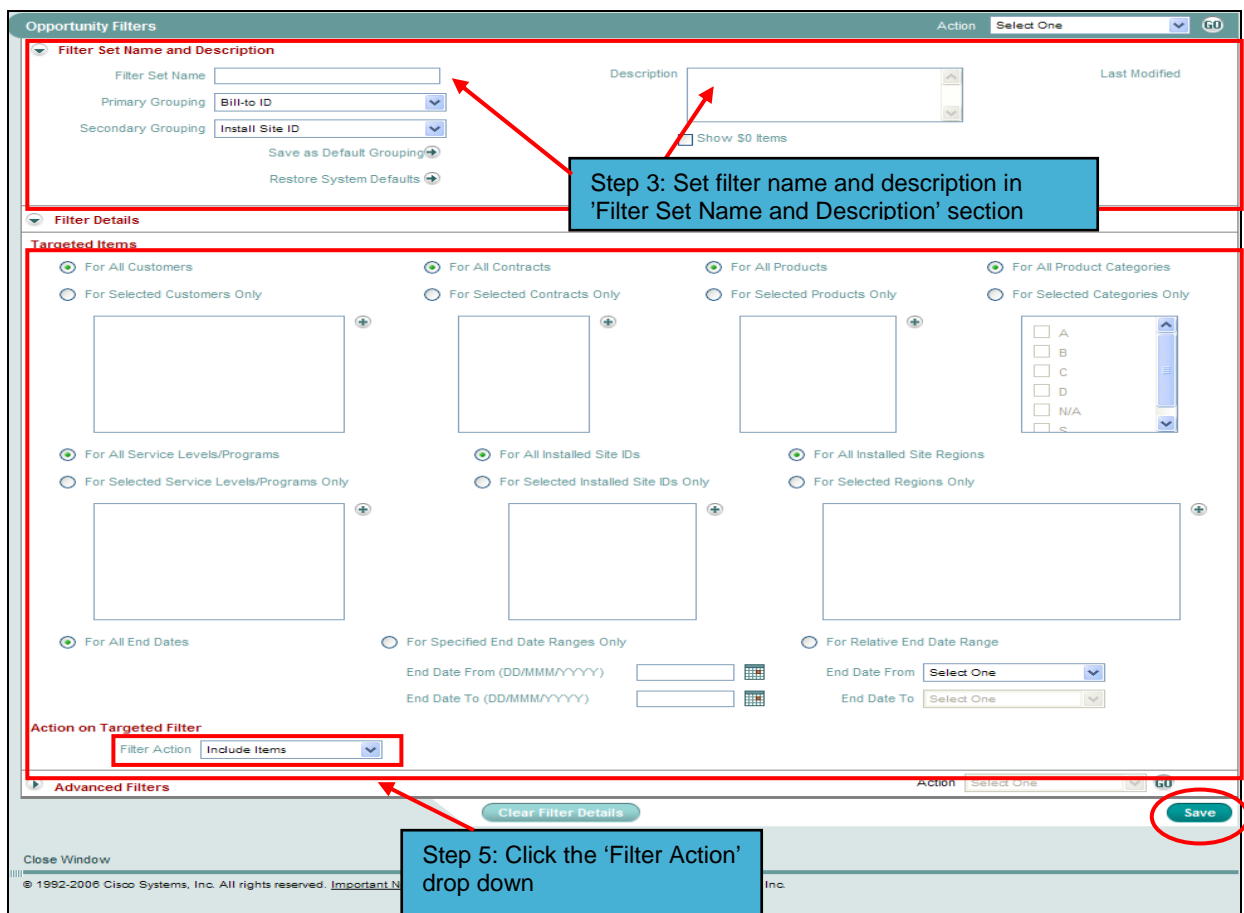 Opportunity Filters Action Select One GO
Filter Set Name and Description
Filter Set Name Description Last Modified
Primary Grouping Bill-to ID
Secondary Grouping Install Site ID
Show $0 Items
Save as Default Grouping
Restore System Defaults
Step 3: Set filter name and description in
’Filter Set Name and Description’ section
Filter Details
Targeted Items
For All Customers For All Contracts For All Products For All Product Categories
For Selected Customers Only For Selected Contracts Only For Selected Products Only For Selected Categories Only
A
B
C
D
N/A
S
For All Service Levels/Programs For All Installed Site IDs For All Installed Site Regions
For Selected Service Levels/Programs Only For Selected Installed Site IDs Only For Selected Regions Only
For All End Dates For Specified End Date Ranges Only For Relative End Date Range
End Date From (DD/MMM/YYYY) End Date From Select One
End Date To (DD/MMM/YYYY) End Date To Select One
Action on Targeted Filter
Filter Action Include Items
Advanced Filters Action Select One GO
Clear Filter Details Save
Step 5: Click the ‘Filter Action’
drop down
Close Window
© 1992-2006 Cisco Systems, Inc. All rights reserved. Important Inc.